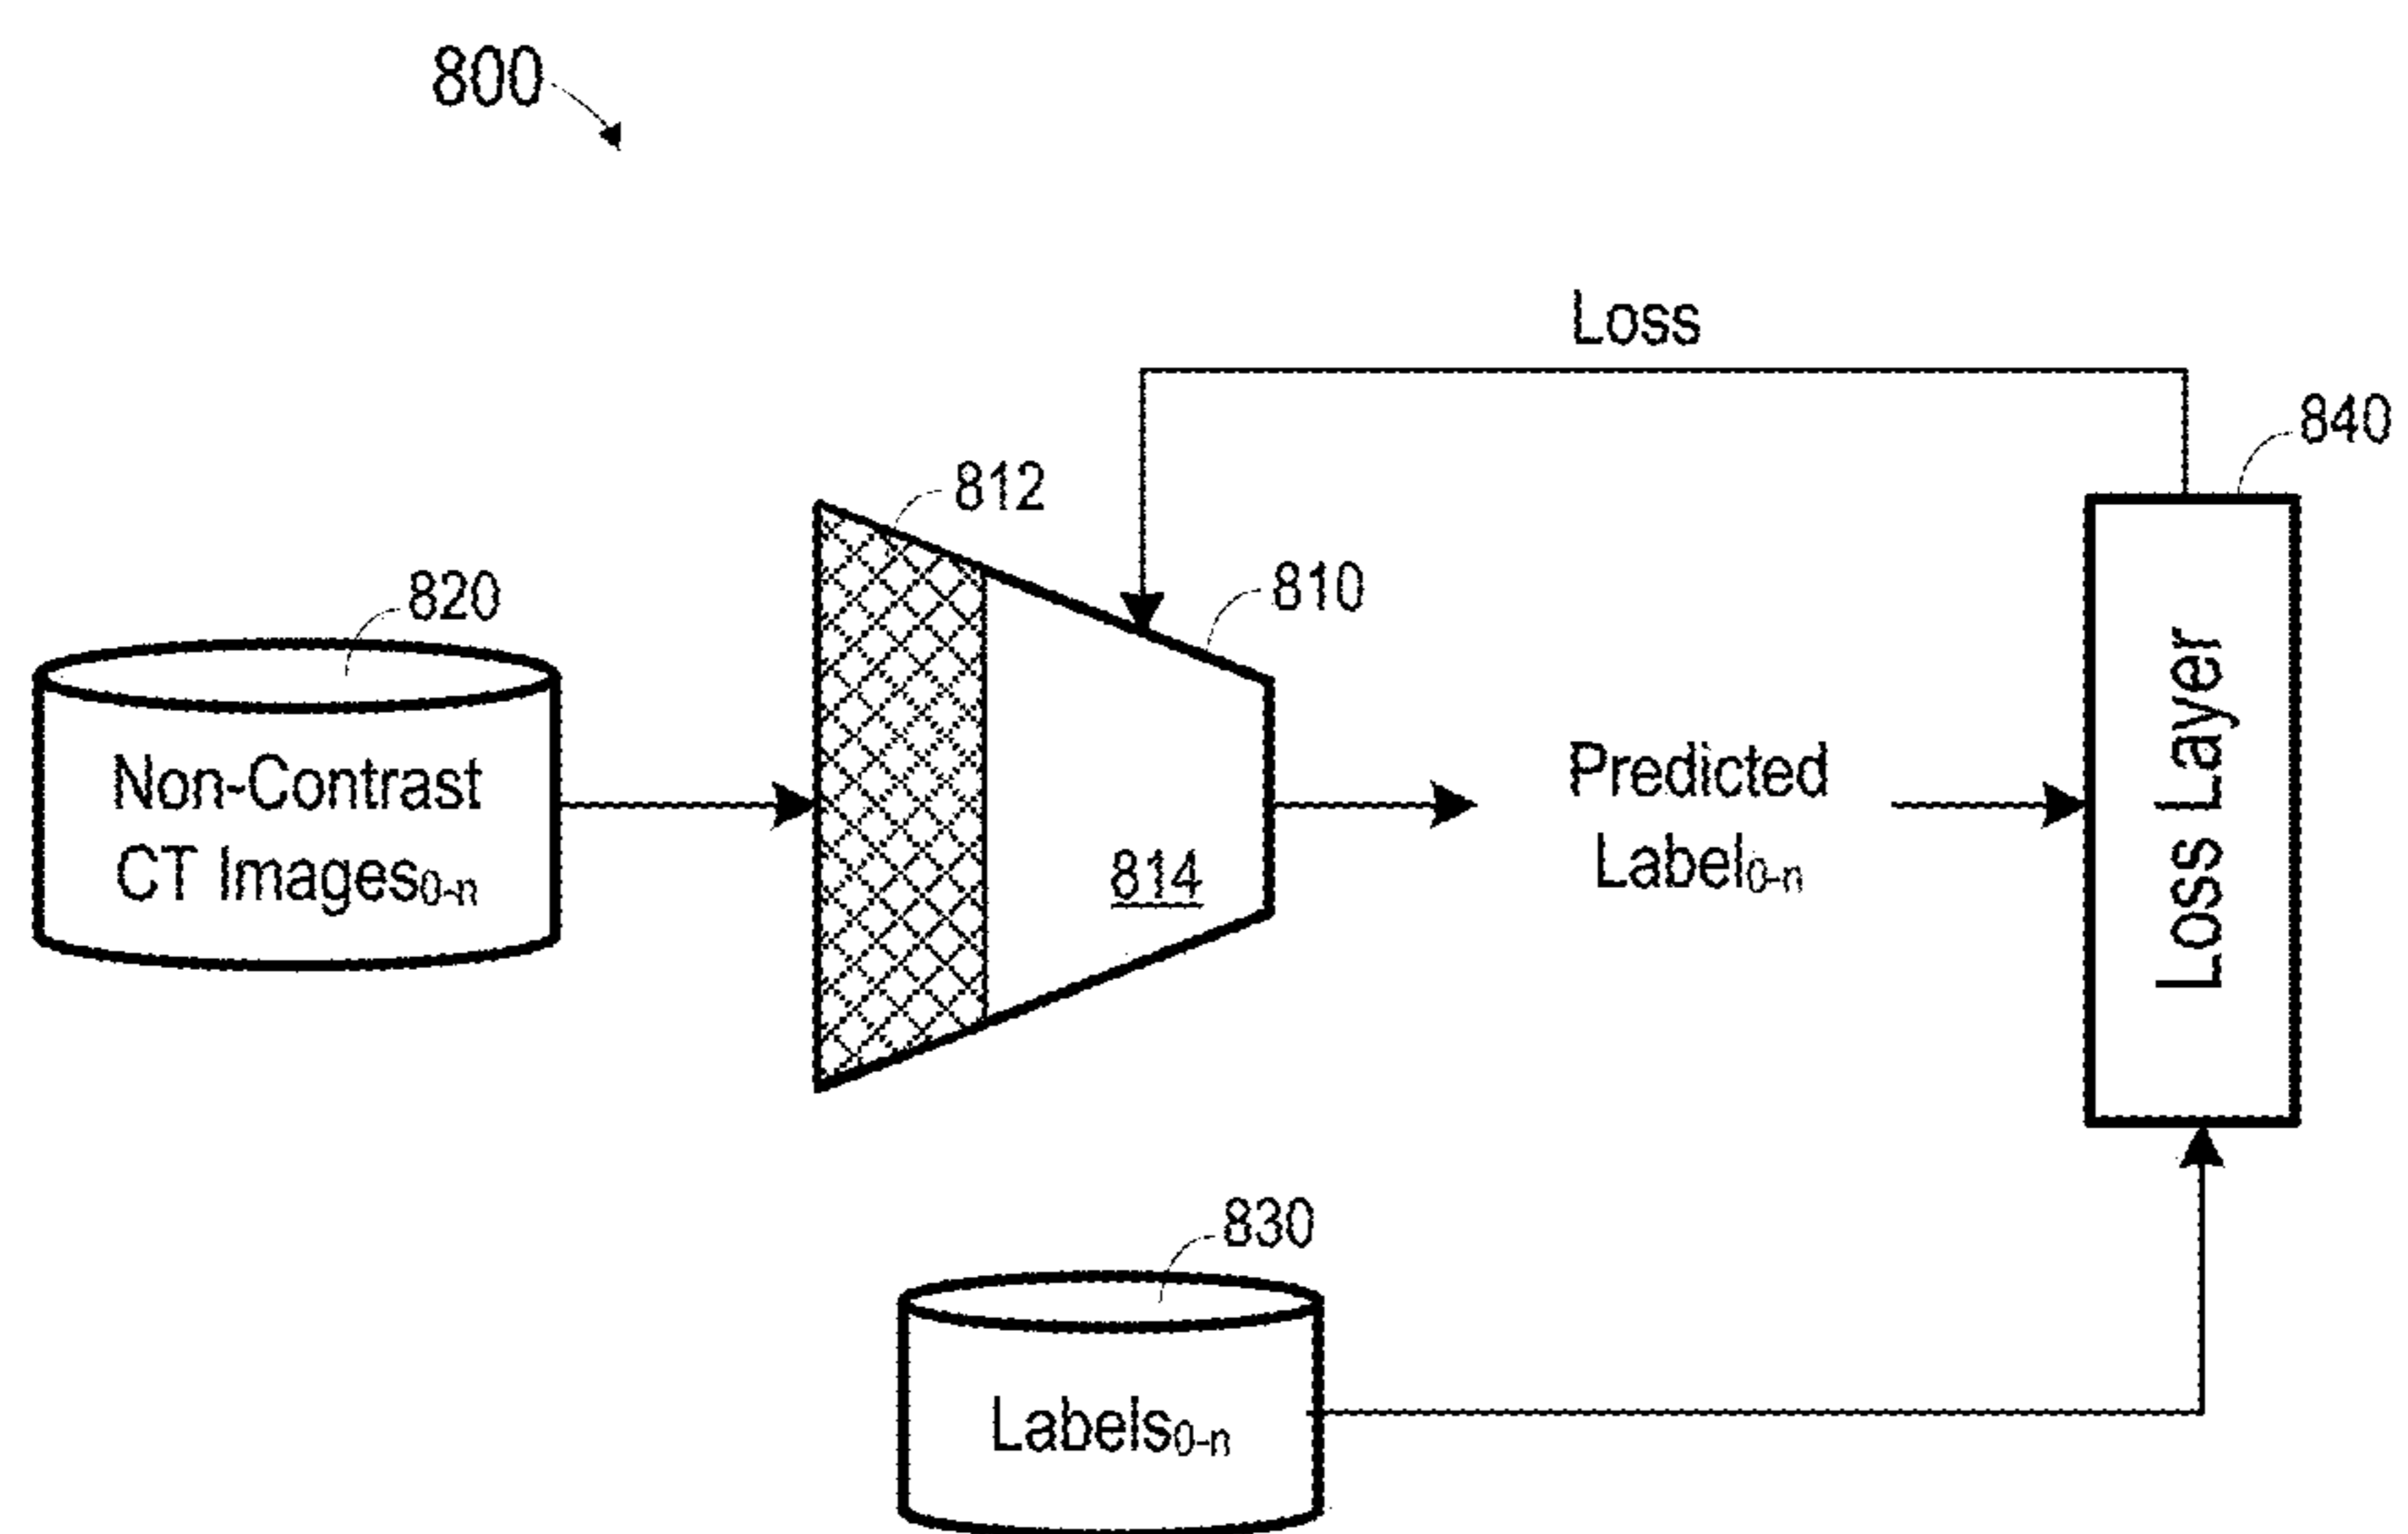 800
Loss
840
812
810
820
Non-Contrast
CT Images0-n
814
Predicted
Label0-n
Loss Layer
830
Labels0-n